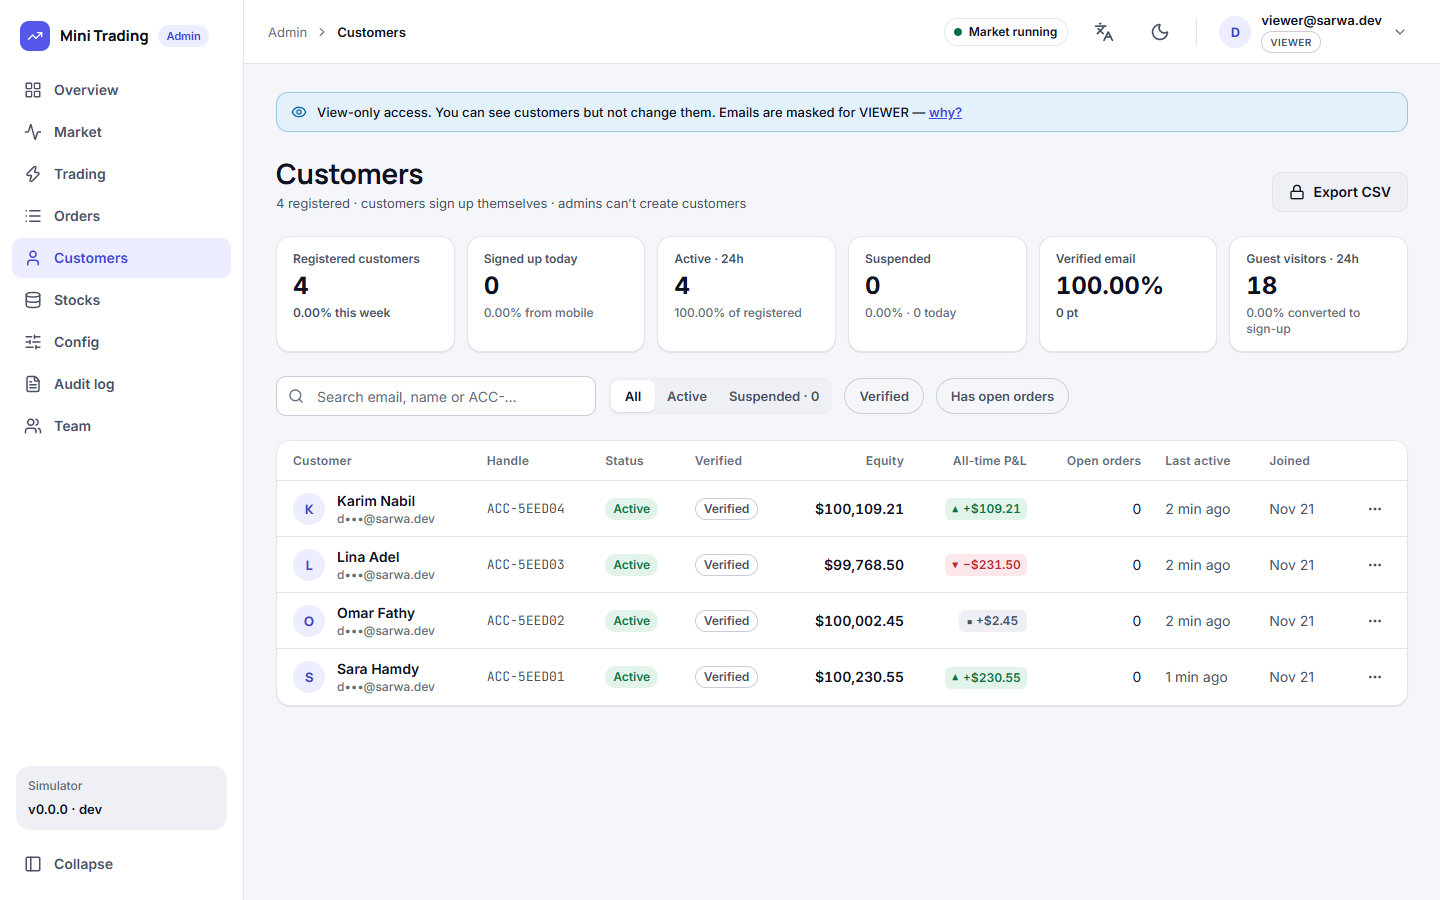 Mini Trading Admin
Overview
Market
Trading
Orders
Customers
Stocks
Config
Audit log
Team
Simulator
v0.0.0 · dev
Collapse
Admin > Customers
Market running
D
viewer@sarwa.dev
VIEWER
View-only access. You can see customers but not change them. Emails are masked for VIEWER — why?
Customers
4 registered · customers sign up themselves · admins can’t create customers
Export CSV
Registered customers
4
0.00% this week
Signed up today
0
0.00% from mobile
Active · 24h
4
100.00% of registered
Suspended
0
0.00% · 0 today
Verified email
100.00%
0 pt
Guest visitors · 24h
18
0.00% converted to
sign-up
Search email, name or ACC-...
All Active Suspended · 0 Verified Has open orders
Customer Handle Status Verified Equity All-time P&L Open orders Last active Joined
K Karim Nabil
d•••@sarwa.dev
ACC-5EED04 Active Verified $100,109.21 ▲ +$109.21 0 2 min ago Nov 21 ···
L Lina Adel
d•••@sarwa.dev
ACC-5EED03 Active Verified $99,768.50 ▼ −$231.50 0 2 min ago Nov 21 ···
O Omar Fathy
d•••@sarwa.dev
ACC-5EED02 Active Verified $100,002.45 ▪ +$2.45 0 2 min ago Nov 21 ···
S Sara Hamdy
d•••@sarwa.dev
ACC-5EED01 Active Verified $100,230.55 ▲ +$230.55 0 1 min ago Nov 21 ···